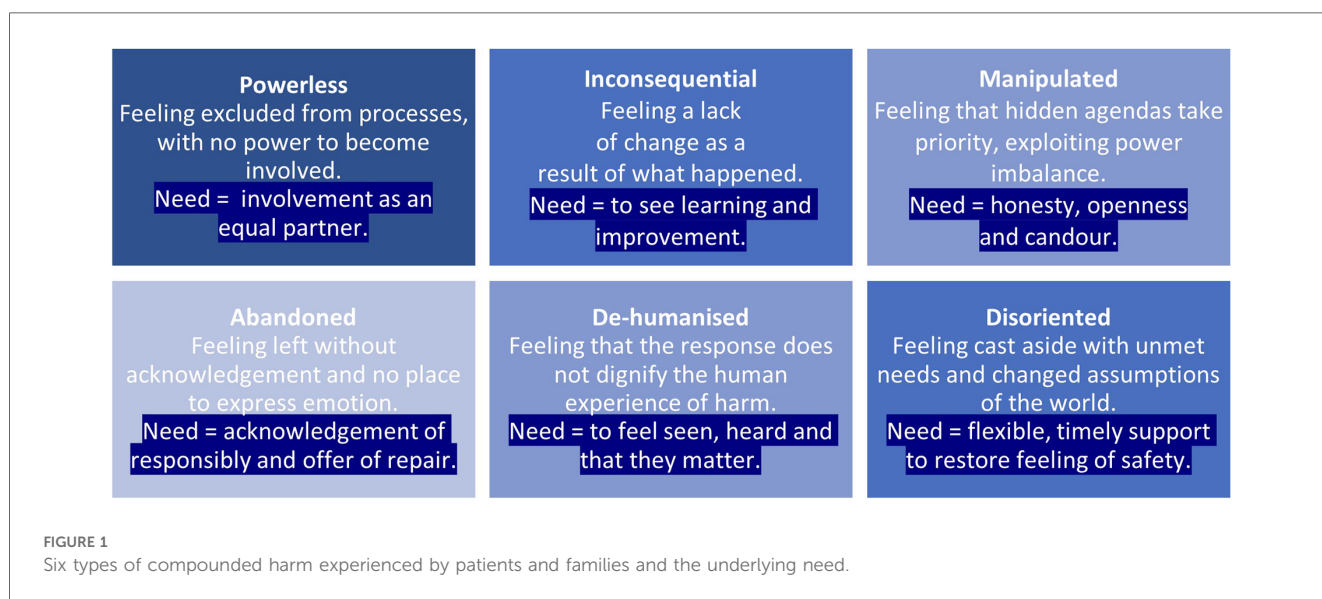 Powerless
Feeling excluded from processes,
with no power to become
involved.
Need = involvement as an
equal partner.
Inconsequential
Feeling a lack
of change as a
result of what happened.
Need = to see learning and
improvement.
Manipulated
Feeling that hidden agendas take
priority, exploiting power
imbalance.
Need = honesty, openness
and candour.
Abandoned
Feeling left without
acknowledgement and no place
to express emotion.
Need = acknowledgement of
responsibly and offer of repair.
De-humanised
Feeling that the response does
not dignify the human
experience of harm.
Need = to feel seen, heard and
that they matter.
Disoriented
Feeling cast aside with unmet
needs and changed assumptions
of the world.
Need = flexible, timely support
to restore feeling of safety.
FIGURE 1
Six types of compounded harm experienced by patients and families and the underlying need.